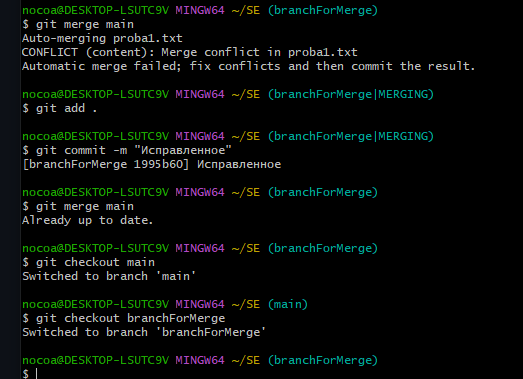 nocoa@DESKTOP-LSUTC9V MINGW64 ~/SE (branchForMerge)
$ git merge main
Auto-merging proba1.txt
CONFLICT (content): Merge conflict in proba1.txt
Automatic merge failed; fix conflicts and then commit the result.
nocoa@DESKTOP-LSUTC9V MINGW64 ~/SE (branchForMerge|MERGING)
$ git add .
nocoa@DESKTOP-LSUTC9V MINGW64 ~/SE (branchForMerge|MERGING)
$ git commit -m "Исправленное"
[branchForMerge 1995b60] Исправленное
nocoa@DESKTOP-LSUTC9V MINGW64 ~/SE (branchForMerge)
$ git merge main
Already up to date.
nocoa@DESKTOP-LSUTC9V MINGW64 ~/SE (branchForMerge)
$ git checkout main
Switched to branch 'main'
nocoa@DESKTOP-LSUTC9V MINGW64 ~/SE (main)
$ git checkout branchForMerge
Switched to branch 'branchForMerge'
nocoa@DESKTOP-LSUTC9V MINGW64 ~/SE (branchForMerge)
$